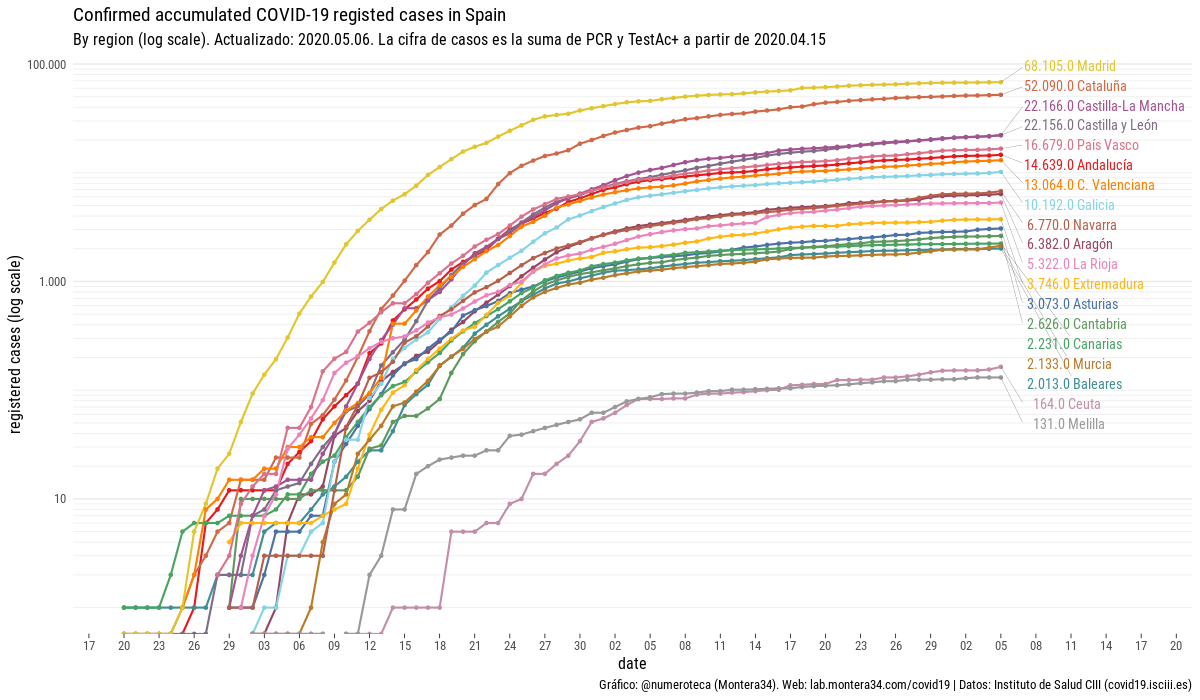 Confirmed accumulated COVID-19 registed cases in Spain
By region (log scale). Actualizado: 2020.05.06. La cifra de casos es la suma de PCR y TestAc+ a partir de 2020.04.15
registered cases (log scale)
100.000
1.000
10
68.105.0 Madrid
52.090.0 Cataluña
22.166.0 Castilla-La Mancha
22.156.0 Castilla y León
16.679.0 País Vasco
14.639.0 Andalucía
13.064.0 C. Valenciana
10.192.0 Galicia
6.770.0 Navarra
6.382.0 Aragón
5.322.0 La Rioja
3.746.0 Extremadura
3.073.0 Asturias
2.626.0 Cantabria
2.231.0 Canarias
2.133.0 Murcia
2.013.0 Baleares
164.0 Ceuta
131.0 Melilla
17 20 23 26 29 03 06 09 12 15 18 21 24 27 30 02 05 08 11 14 17 20 23 26 29 02 05 08 11 14 17 20
date
Gráfico: @numeroteca (Montera34). Web: lab.montera34.com/covid19 | Datos: Instituto de Salud CIII (covid19.isciii.es)